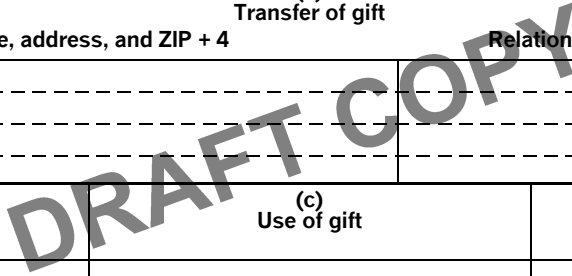 Transfer of gift
e, address, and ZIP + 4 Relation
DRAFT COPY
(c)
Use of gift